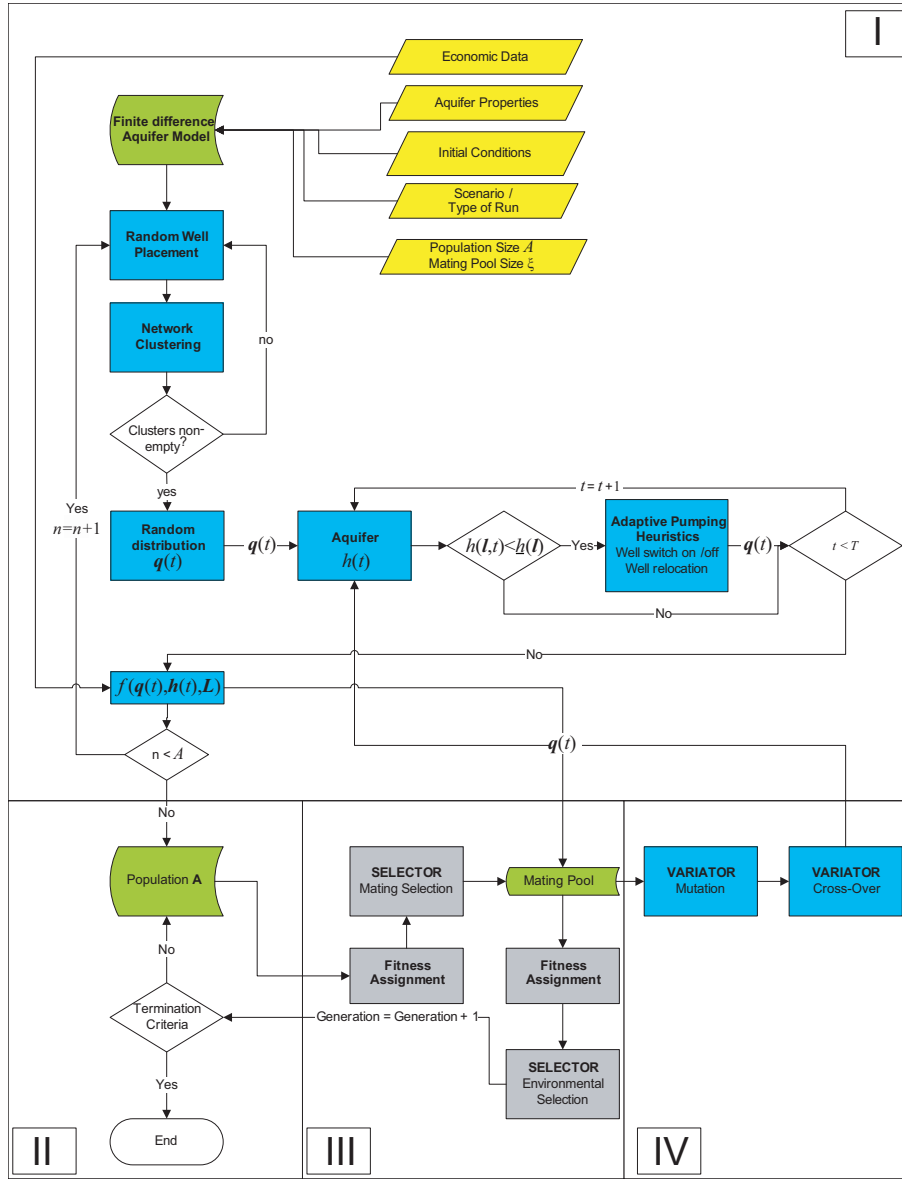 I
Economic Data
Aquifer Properties
Finite difference
Aquifer Model
Initial Conditions
Scenario /
Type of Run
Random Well
Placement
Population Size A
Mating Pool Size ξ
Network
Clustering
no
Clusters non-
empty?
yes
Yes
n=n+1
t = t+1
Random
distribution
q(t)
q(t)
Aquifer
h(t)
h(l,t)<h(l)
Yes
Adaptive Pumping
Heuristics
Well switch on /off
Well relocation
q(t)
t < T
No
No
f(q(t),h(t),L)
n < A
q(t)
No
Population A
SELECTOR
Mating Selection
Mating Pool
VARIATOR
Mutation
VARIATOR
Cross-Over
No
Fitness
Assignment
Fitness
Assignment
Termination
Criteria
Generation = Generation + 1
Yes
SELECTOR
Environmental
Selection
End
II
III
IV